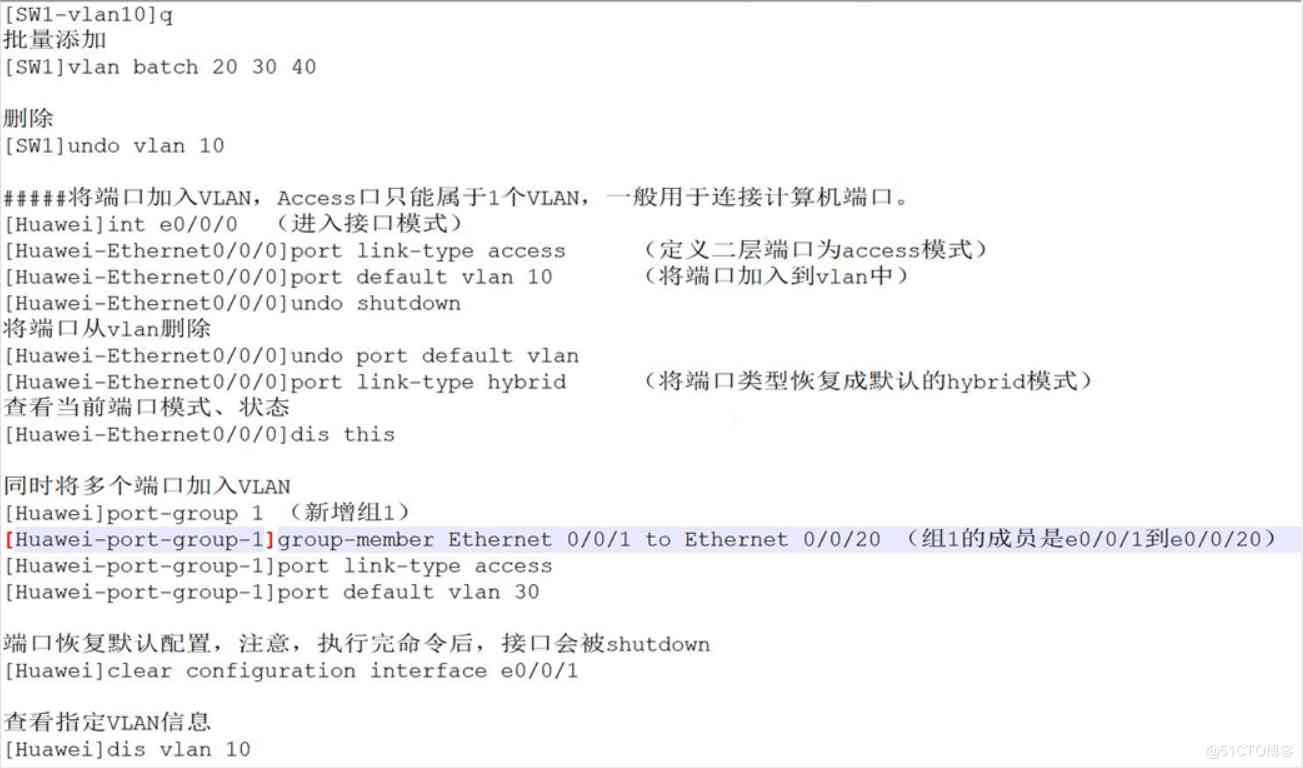 [SW1-vlan10]q
批量添加
[SW1]vlan batch 20 30 40
删除
[SW1]undo vlan 10
#####将端口加入VLAN，Access口只能属于1个VLAN，一般用于连接计算机端口。
[Huawei]int e0/0/0 （进入接口模式）
[Huawei-Ethernet0/0/0]port link-type access （定义二层端口为access模式）
[Huawei-Ethernet0/0/0]port default vlan 10 （将端口加入到vlan中）
[Huawei-Ethernet0/0/0]undo shutdown
将端口从vlan删除
[Huawei-Ethernet0/0/0]undo port default vlan
[Huawei-Ethernet0/0/0]port link-type hybrid （将端口类型恢复成默认的hybrid模式）
查看当前端口模式、状态
[Huawei-Ethernet0/0/0]dis this
同时将多个端口加入VLAN
[Huawei]port-group 1 （新增组1）
[Huawei-port-group-1]group-member Ethernet 0/0/1 to Ethernet 0/0/20 （组1的成员是e0/0/1到e0/0/20）
[Huawei-port-group-1]port link-type access
[Huawei-port-group-1]port default vlan 30
端口恢复默认配置，注意，执行完命令后，接口会被shutdown
[Huawei]clear configuration interface e0/0/1
查看指定VLAN信息
[Huawei]dis vlan 10
@51CTO博客